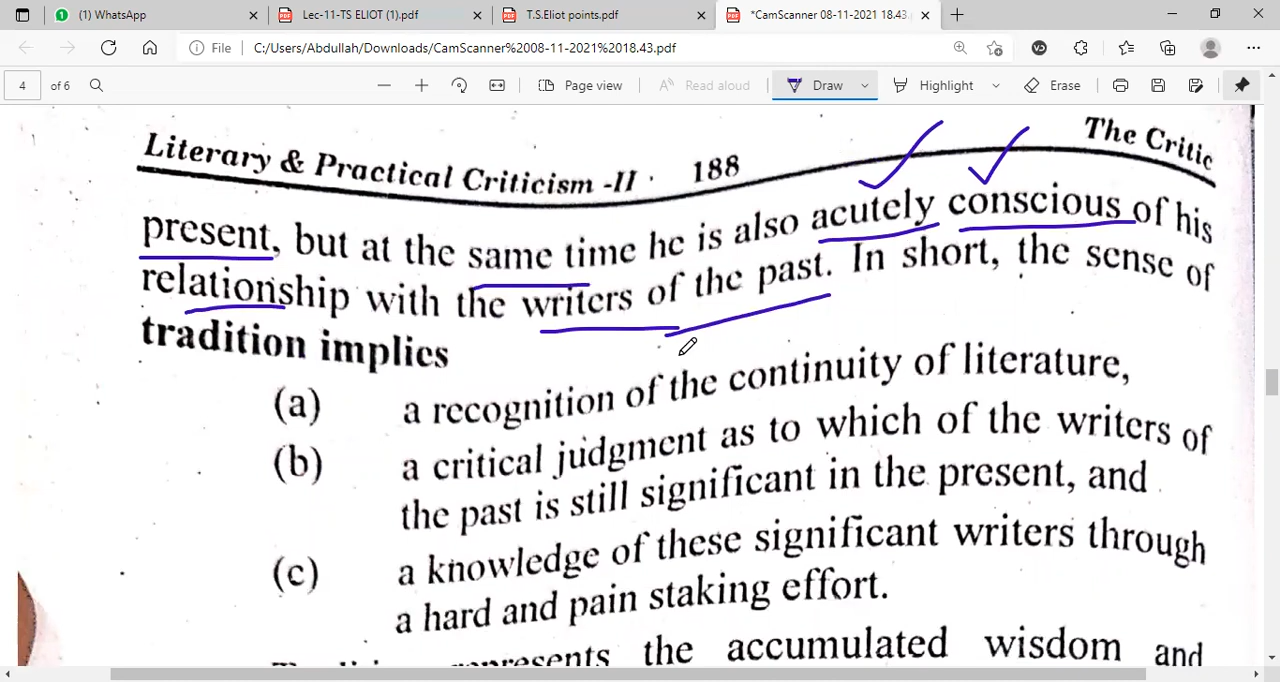 (1) WhatsApp
Lec-11-TS ELIOT (1).pdf
T.S.Eliot points.pdf
*CamScanner 08-11-2021 18.43
File
C:/Users/Abdullah/Downloads/CamScanner%2008-11-2021%2018.43.pdf
4 of 6
Page view
Read aloud
Draw
Highlight
Erase
Literary & Practical Criticism -II · 188
The Critic
present, but at the same time he is also acutely conscious of his
relationship with the writers of the past. In short, the sense of
tradition implies
(a) a recognition of the continuity of literature,
(b) a critical judgment as to which of the writers of
the past is still significant in the present, and
(c) a knowledge of these significant writers through
a hard and pain staking effort.
the accumulated wisdom and